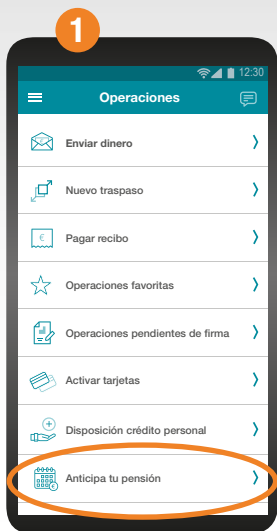 1
12:30
Operaciones
Enviar dinero
Nuevo traspaso
€
Pagar recibo
Operaciones favoritas
Operaciones pendientes de firma
Activar tarjetas
Disposición crédito personal
Anticipa tu pensión